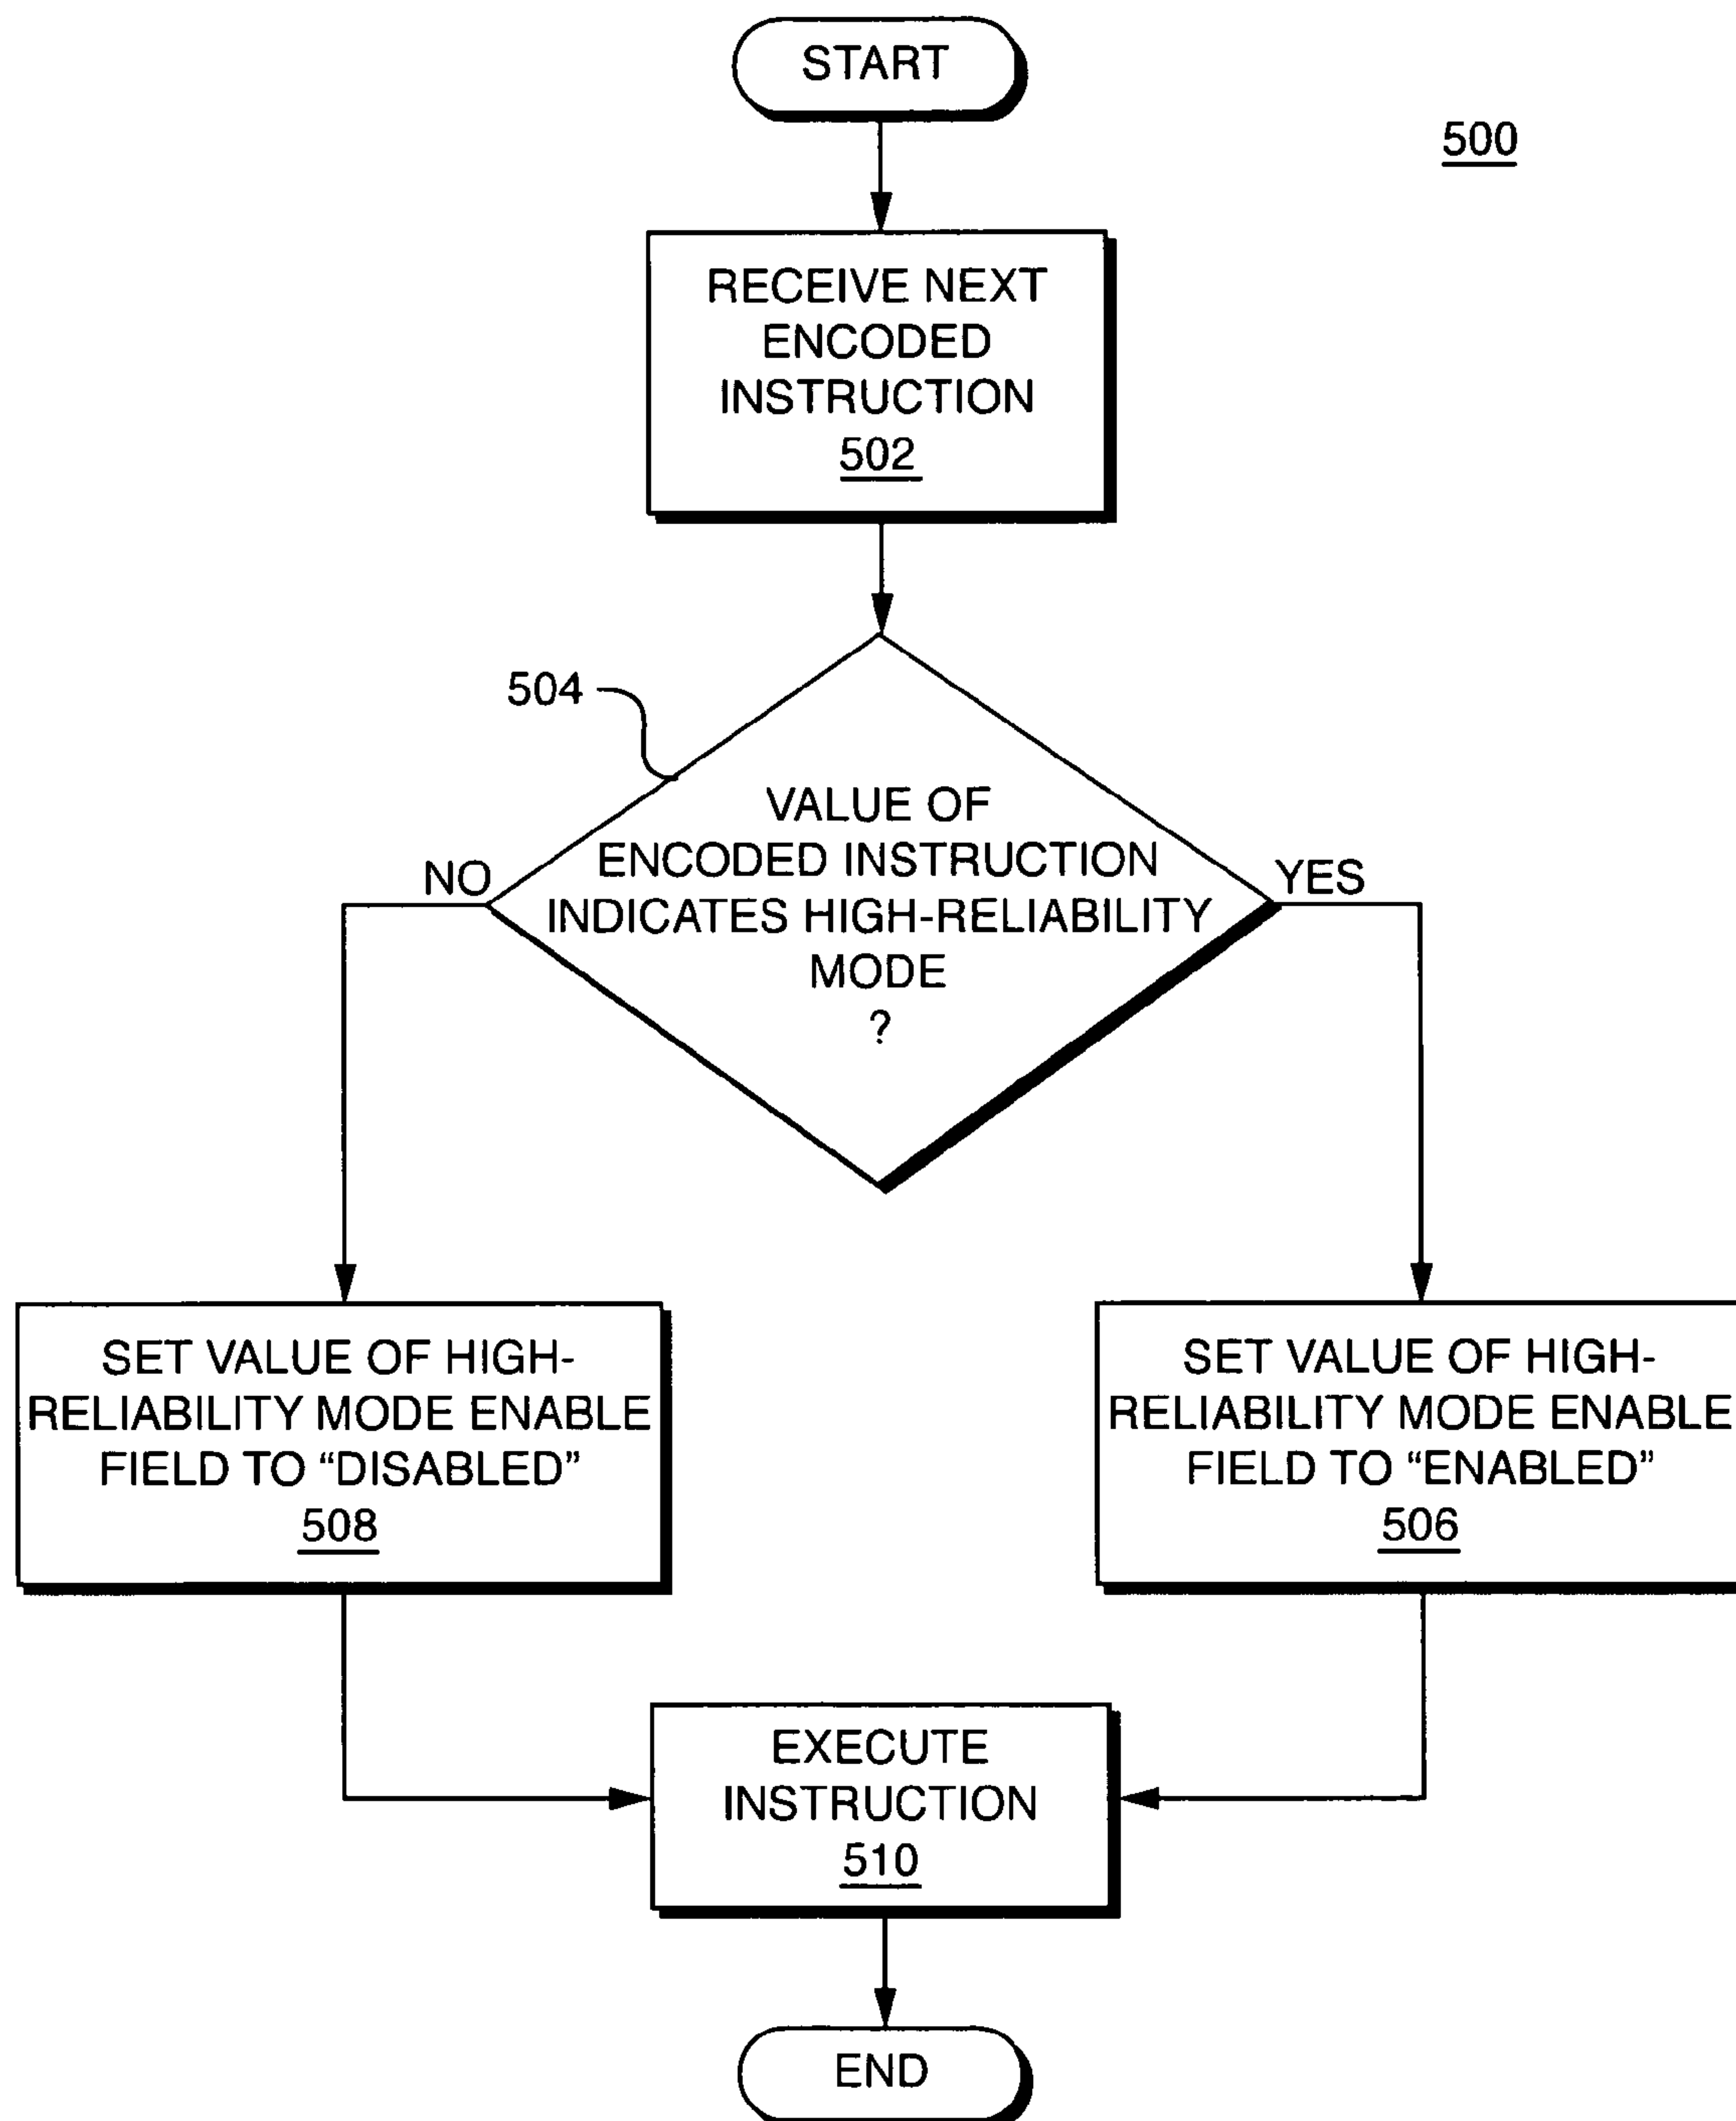 START
500
RECEIVE NEXT
ENCODED
INSTRUCTION
502
504
VALUE OF
ENCODED INSTRUCTION
INDICATES HIGH-RELIABILITY
MODE
?
NO
YES
SET VALUE OF HIGH-
RELIABILITY MODE ENABLE
FIELD TO “DISABLED”
508
SET VALUE OF HIGH-
RELIABILITY MODE ENABLE
FIELD TO “ENABLED”
506
EXECUTE
INSTRUCTION
510
END